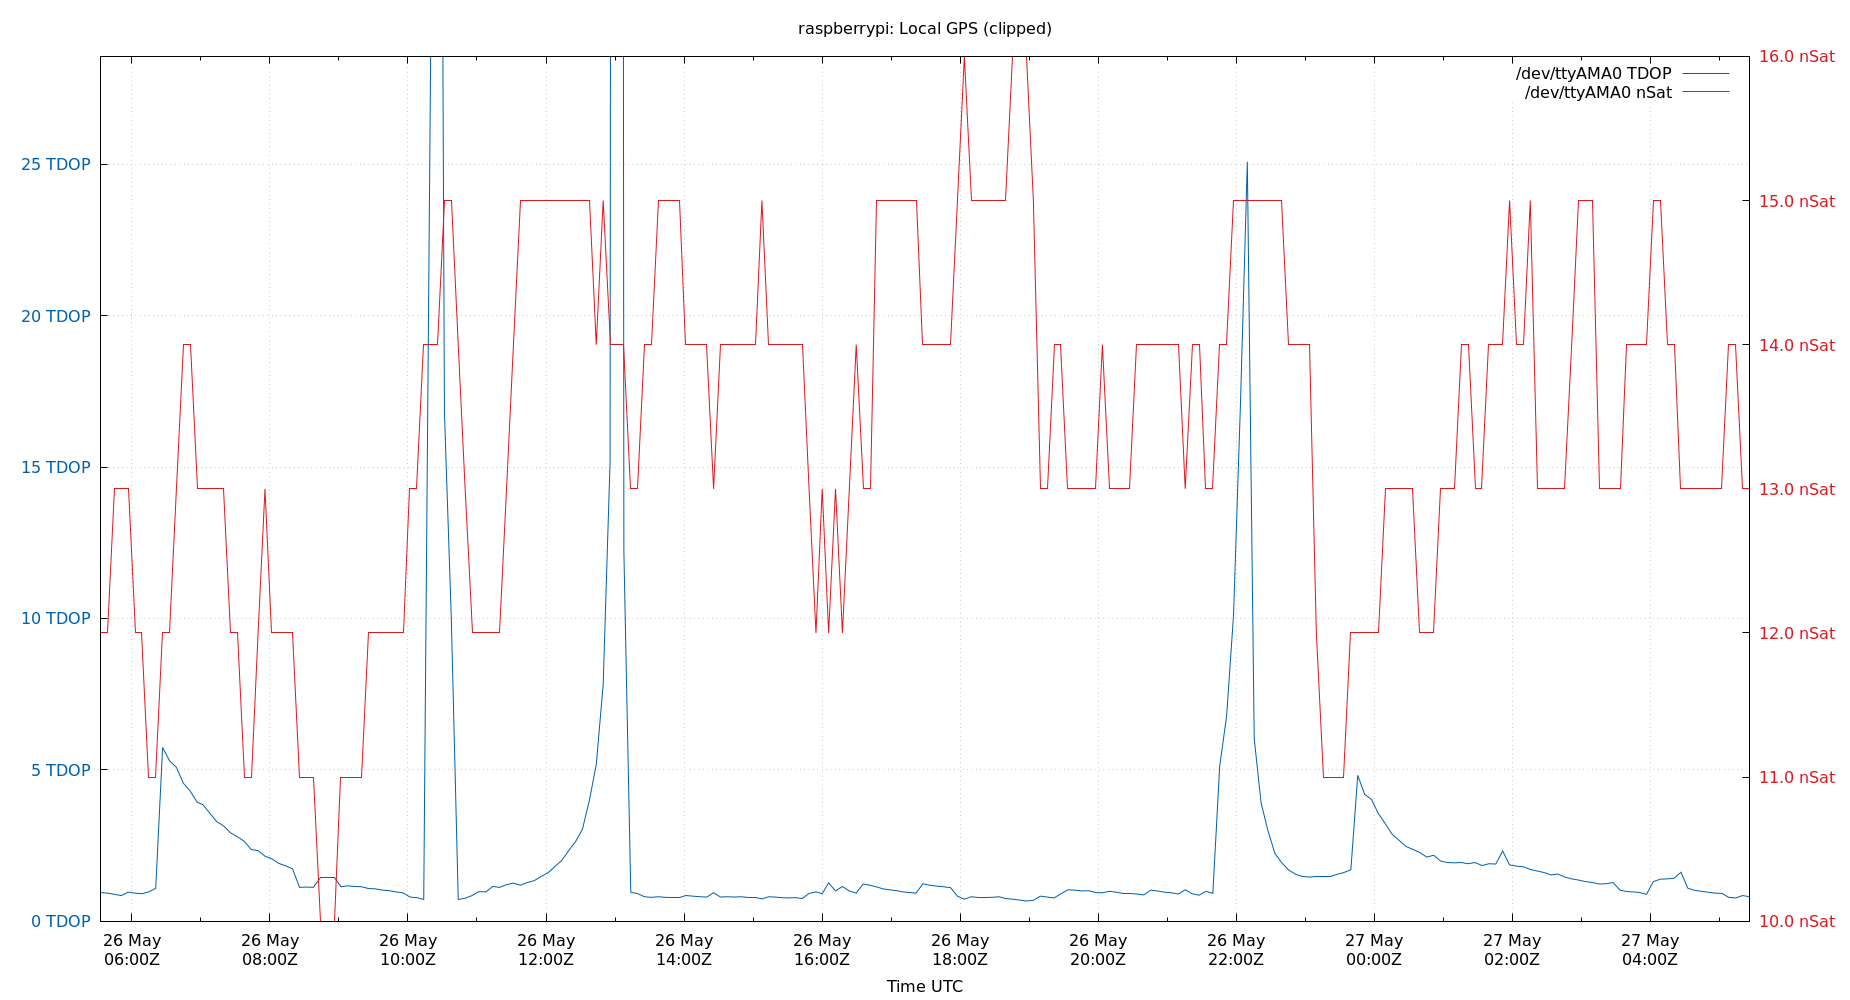 raspberrypi: Local GPS (clipped)
/dev/ttyAMA0 TDOP
/dev/ttyAMA0 nSat
25 TDOP
20 TDOP
15 TDOP
10 TDOP
5 TDOP
0 TDOP
16.0 nSat
15.0 nSat
14.0 nSat
13.0 nSat
12.0 nSat
11.0 nSat
10.0 nSat
26 May
06:00Z
26 May
08:00Z
26 May
10:00Z
26 May
12:00Z
26 May
14:00Z
26 May
16:00Z
26 May
18:00Z
26 May
20:00Z
26 May
22:00Z
27 May
00:00Z
27 May
02:00Z
27 May
04:00Z
Time UTC